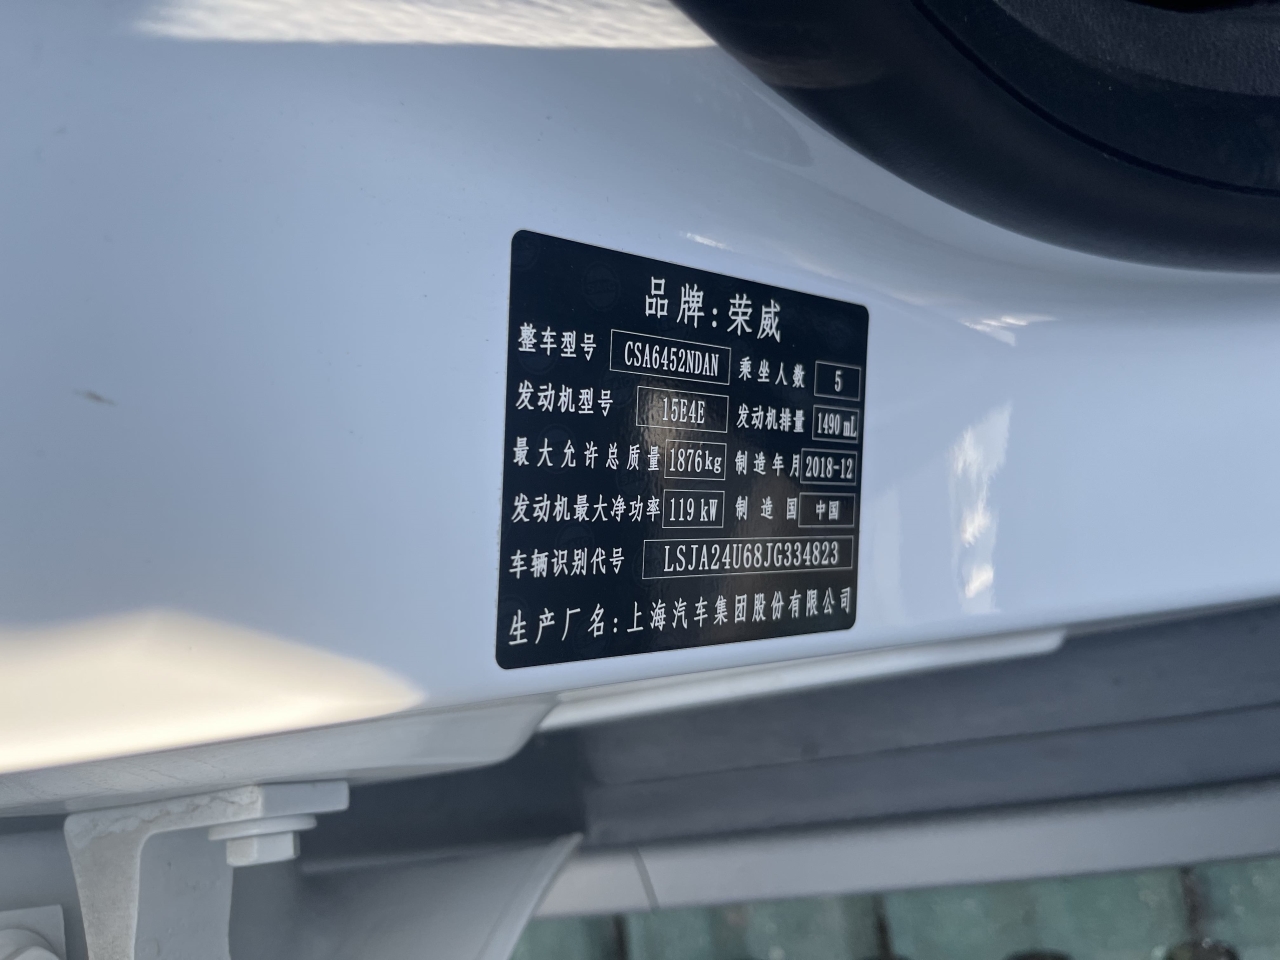 品牌:荣威
整车型号 CSA6452NDAN 乘坐人数 5
发动机型号 15E4E 发动机排量 1490 mL
最大允许总质量 1876kg 制造年月 2018-12
发动机最大净功率 119 kW 制造国 中国
车辆识别代号 LSJA24U68JG334823
生产厂名:上海汽车集团股份有限公司